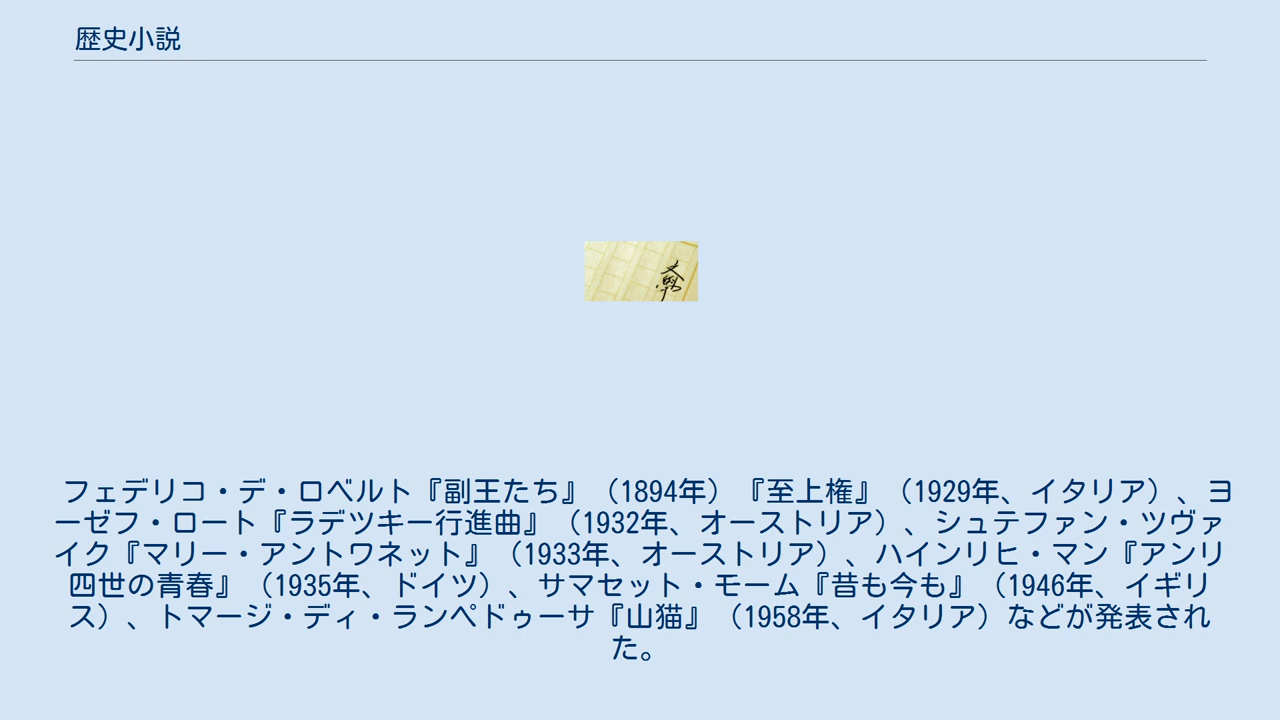 歴史小説
フェデリコ・デ・ロベルト『副王たち』（1894年）『至上権』（1929年、イタリア）、ヨ
ーゼフ・ロート『ラデツキー行進曲』（1932年、オーストリア）、シュテファン・ツヴァ
イク『マリー・アントワネット』（1933年、オーストリア）、ハインリヒ・マン『アンリ
四世の青春』（1935年、ドイツ）、サマセット・モーム『昔も今も』（1946年、イギリ
ス）、トマージ・ディ・ランペドゥーサ『山猫』（1958年、イタリア）などが発表され
た。